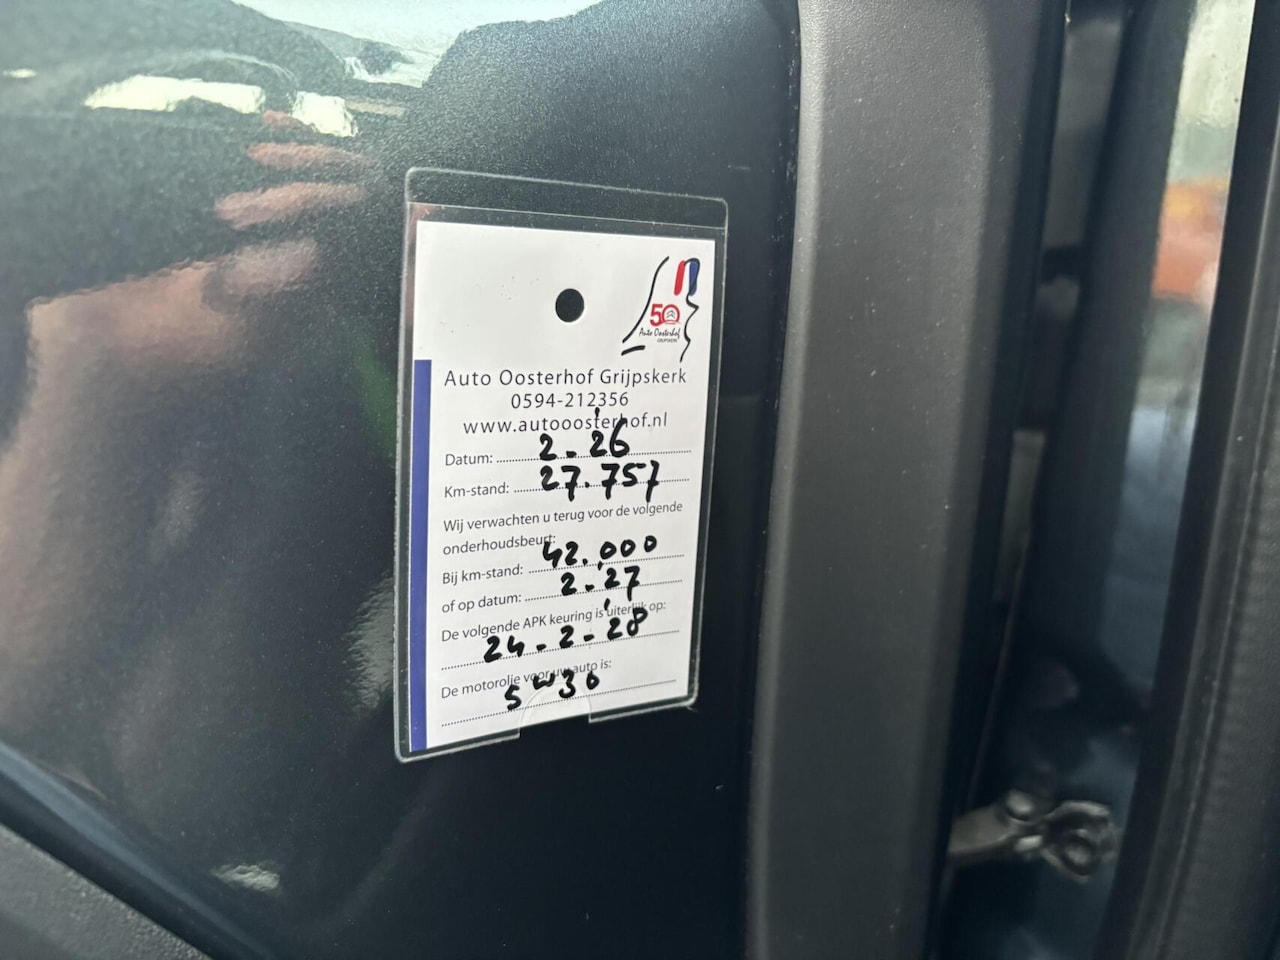 50
Auto Oosterhof
GRIJPSKERK
Auto Oosterhof Grijpskerk
0594-212356
www.autooosterhof.nl
Datum: 2-'26
Km-stand: 27.757
Wij verwachten u terug voor de volgende
onderhoudsbeurt:
Bij km-stand: 42.000
of op datum: 2-'27
De volgende APK keuring is uiterlijk op:
24-2-'28
De motorolie voor uw auto is:
5w30